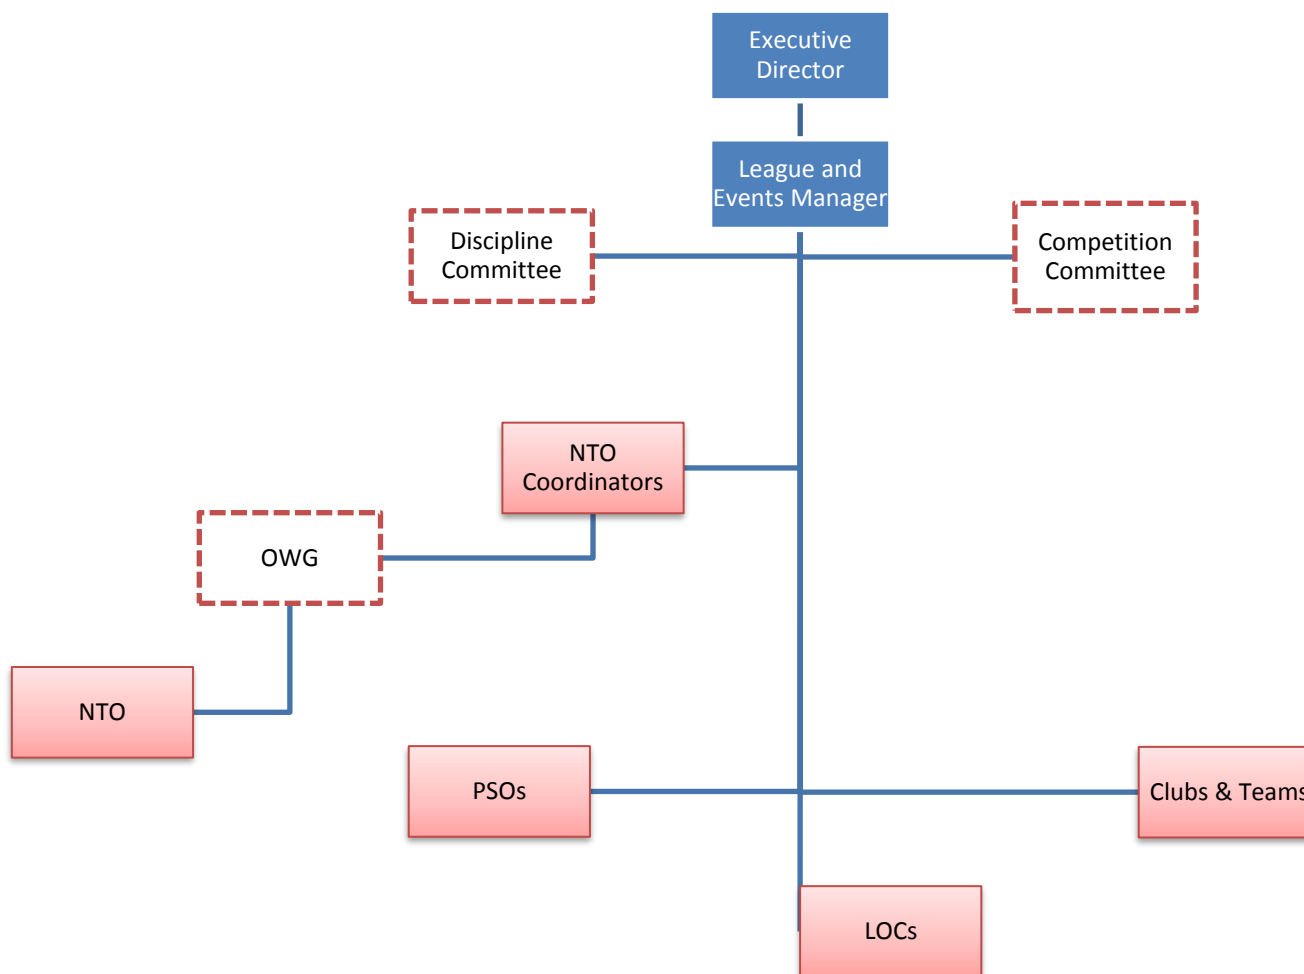 Executive
Director
League and
Events Manager
Discipline
Committee
Competition
Committee
NTO
Coordinators
OWG
NTO
PSOs
Clubs & Teams
LOCs